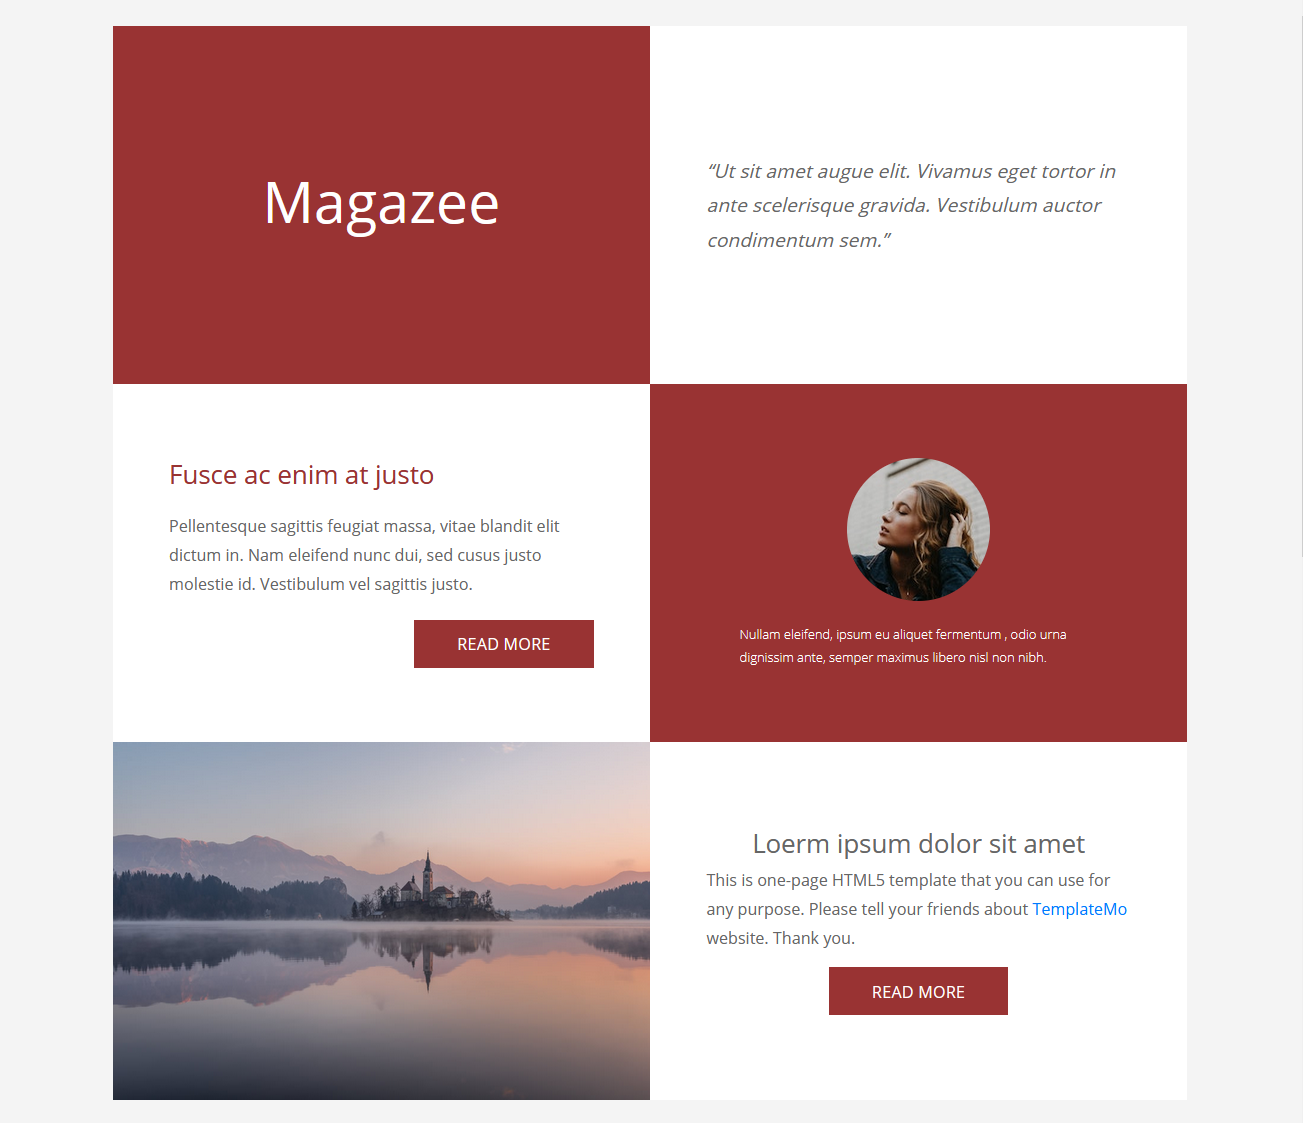 Magazee
“Ut sit amet augue elit. Vivamus eget tortor in
ante scelerisque gravida. Vestibulum auctor
condimentum sem.”
Fusce ac enim at justo
Pellentesque sagittis feugiat massa, vitae blandit elit
dictum in. Nam eleifend nunc dui, sed cusus justo
molestie id. Vestibulum vel sagittis justo.
READ MORE
Nullam eleifend, ipsum eu aliquet fermentum , odio urna
dignissim ante, semper maximus libero nisl non nibh.
Loerm ipsum dolor sit amet
This is one-page HTML5 template that you can use for
any purpose. Please tell your friends about TemplateMo
website. Thank you.
READ MORE